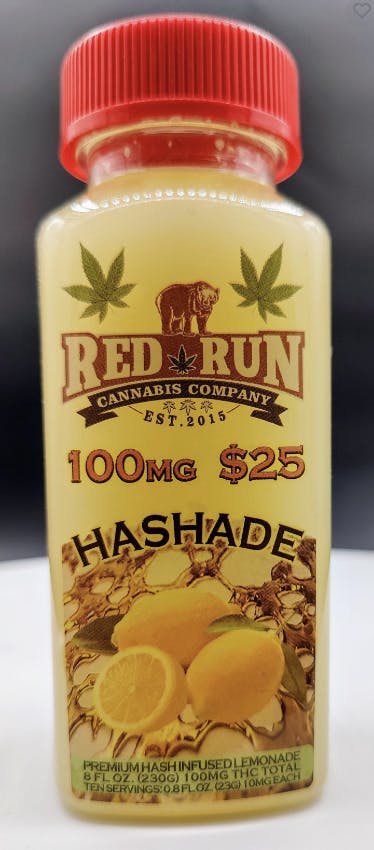 RED RUN
CANNABIS COMPANY
EST.2015
100MG $25
HASHADE
PREMIUM HASH INFUSED LEMONADE
8 FL OZ. (230G) 100MG THC TOTAL
TEN SERVINGS: 0.8 FL OZ. (23G) 10MG EACH